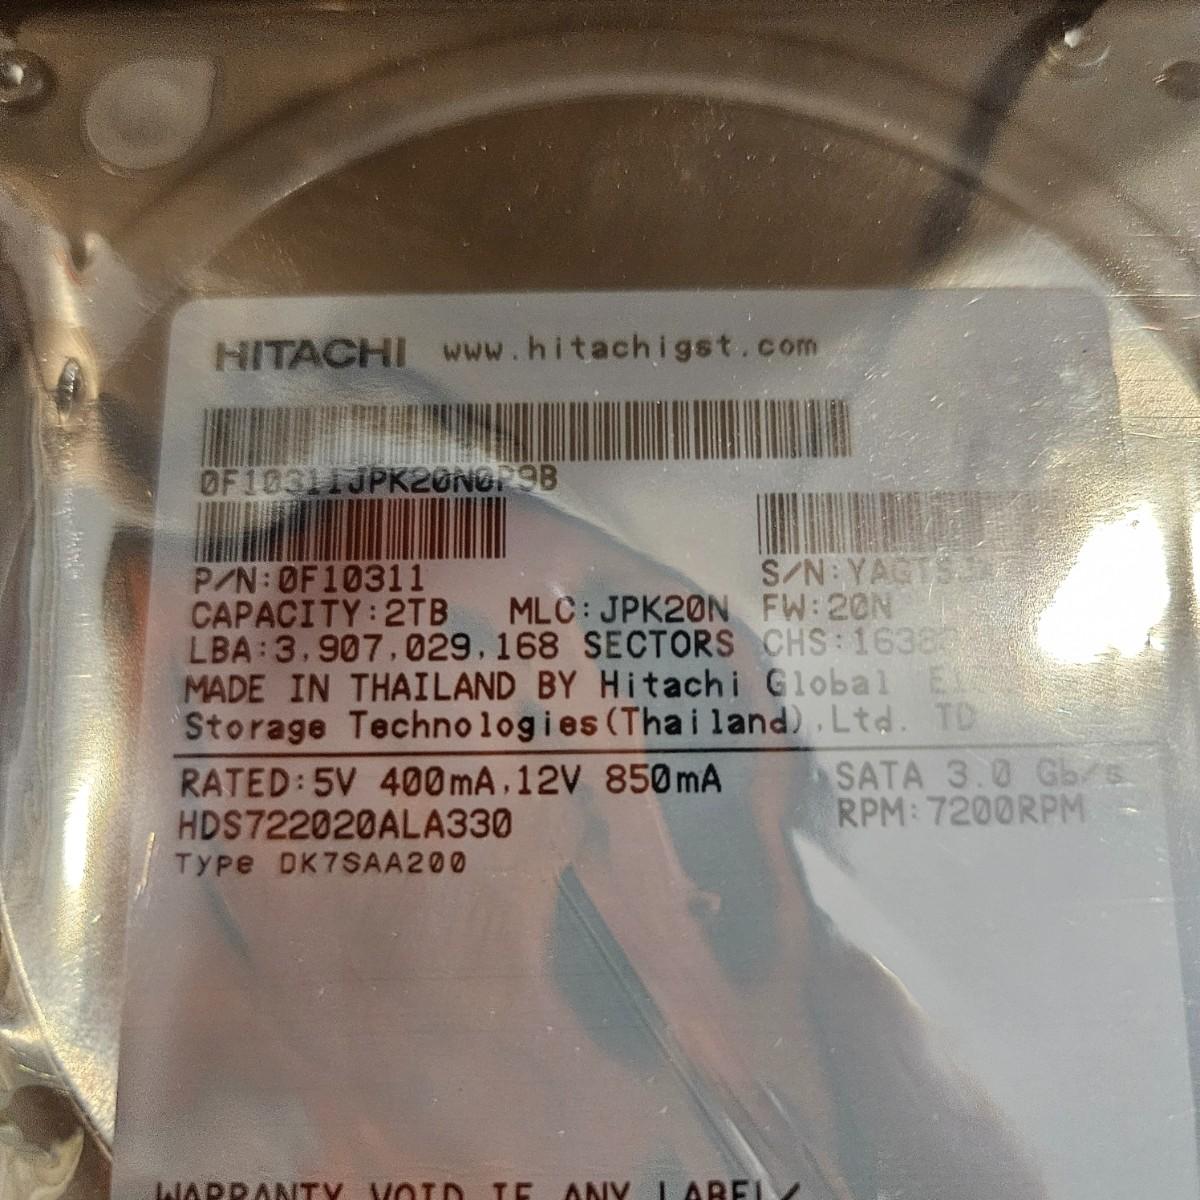 HITACHI www.hitachigst.com
0F10311JPK20N0P9B
P/N:0F10311 S/N:
CAPACITY:2TB MLC:JPK20N FW:20N
LBA:3,907,029,168 SECTORS CHS:
MADE IN THAILAND BY Hitachi Global
Storage Technologies(Thailand),Ltd. TD
RATED:5V 400mA,12V 850mA SATA 3.0 Gb/s
HDS722020ALA330 RPM:7200RPM
Type DK7SAA200
WARRANTY VOID IF ANY LABEL/